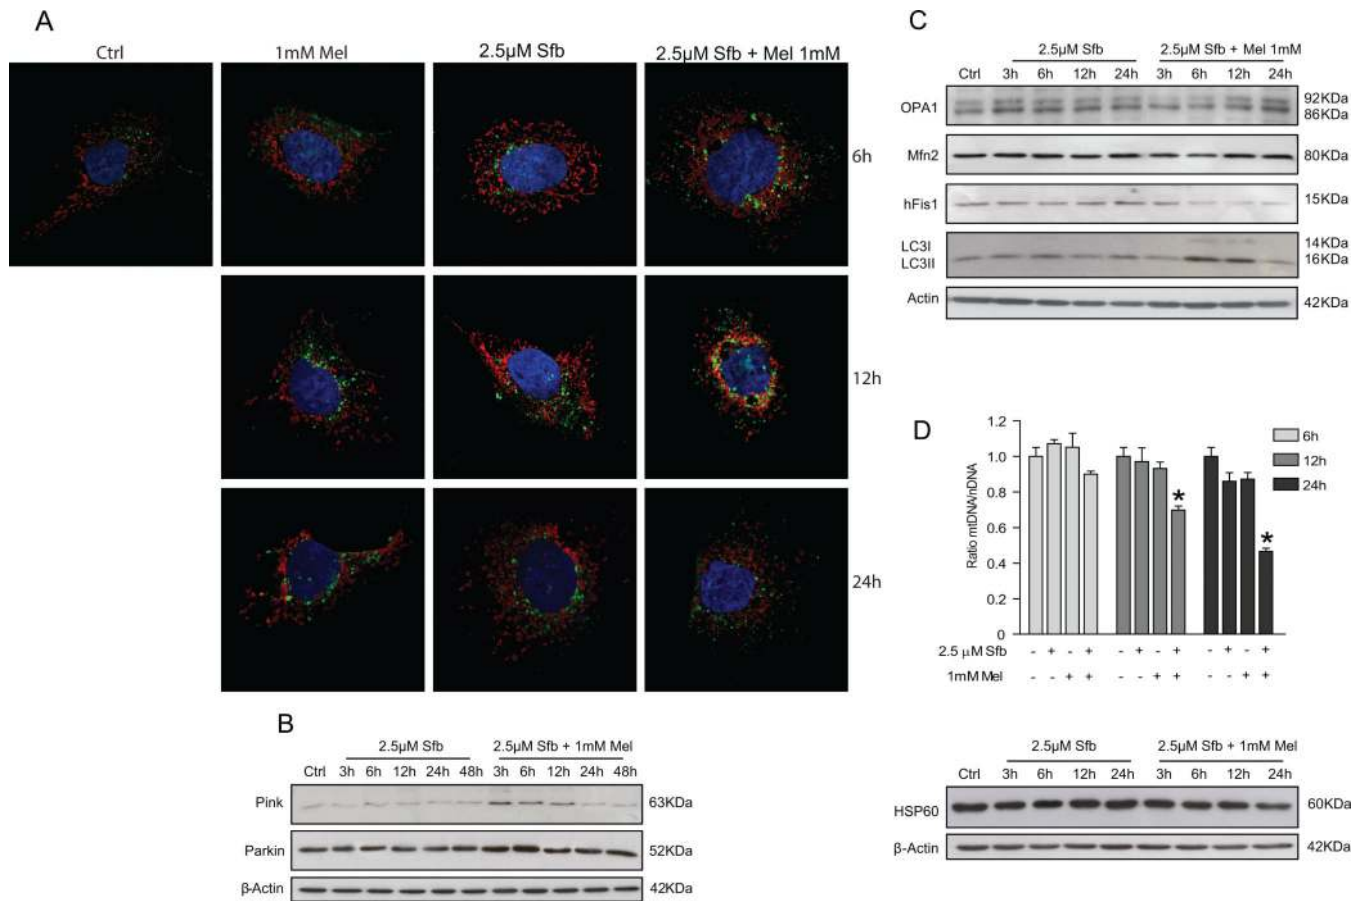 A
Ctrl
1mM Mel
2.5µM Sfb
2.5µM Sfb + Mel 1mM
6h
12h
24h
B
2.5µM Sfb
2.5µM Sfb + 1mM Mel
Ctrl 3h 6h 12h 24h 48h 3h 6h 12h 24h 48h
Pink 63KDa
Parkin 52KDa
β-Actin 42KDa
C
2.5µM Sfb
2.5µM Sfb + Mel 1mM
Ctrl 3h 6h 12h 24h 3h 6h 12h 24h
OPA1 92KDa
86KDa
Mfn2 80KDa
hFis1 15KDa
LC3I 14KDa
LC3II 16KDa
Actin 42KDa
D
1.2
1.0
0.8
0.6
0.4
0.2
0
Ratio mtDNA/nDNA
* *
6h
12h
24h
2.5 µM Sfb - + - + - + - + - + - +
1mM Mel - - + + - - + + - - + +
2.5µM Sfb
2.5µM Sfb + 1mM Mel
Ctrl 3h 6h 12h 24h 3h 6h 12h 24h
HSP60 60KDa
β-Actin 42KDa